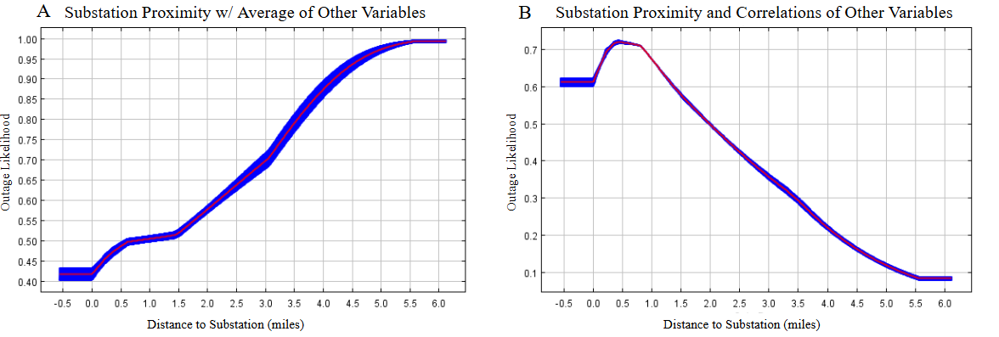 A Substation Proximity w/ Average of Other Variables
Outage Likelihood
1.00
0.95
0.90
0.85
0.80
0.75
0.70
0.65
0.60
0.55
0.50
0.45
0.40
-0.5 0.0 0.5 1.0 1.5 2.0 2.5 3.0 3.5 4.0 4.5 5.0 5.5 6.0
Distance to Substation (miles)
B Substation Proximity and Correlations of Other Variables
Outage Likelihood
0.7
0.6
0.5
0.4
0.3
0.2
0.1
-0.5 0.0 0.5 1.0 1.5 2.0 2.5 3.0 3.5 4.0 4.5 5.0 5.5 6.0
Distance to Substation (miles)